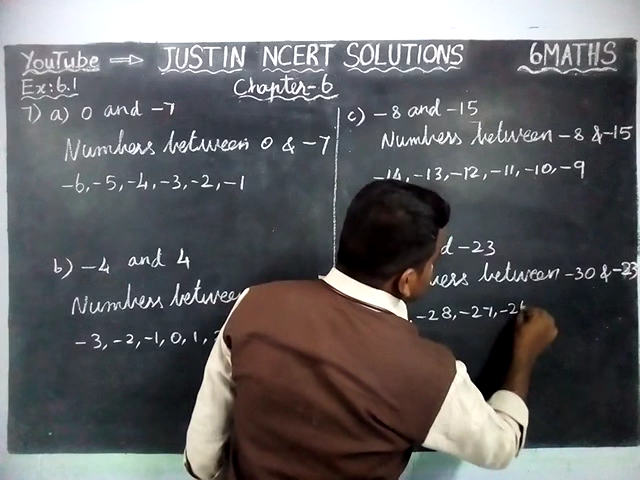 YouTube ⇒ JUSTIN NCERT SOLUTIONS 6MATHS
Ex:6.1 Chapter-6
7) a) 0 and -7
Numbers between 0 & -7
-6,-5,-4,-3,-2,-1
b) -4 and 4
Numbers
-3,-2,-1,0,1,
c) -8 and -15
Numbers between -8 & -15
-14,-13,-12,-11,-10,-9
-23
between -30 & -23
-28,-27,